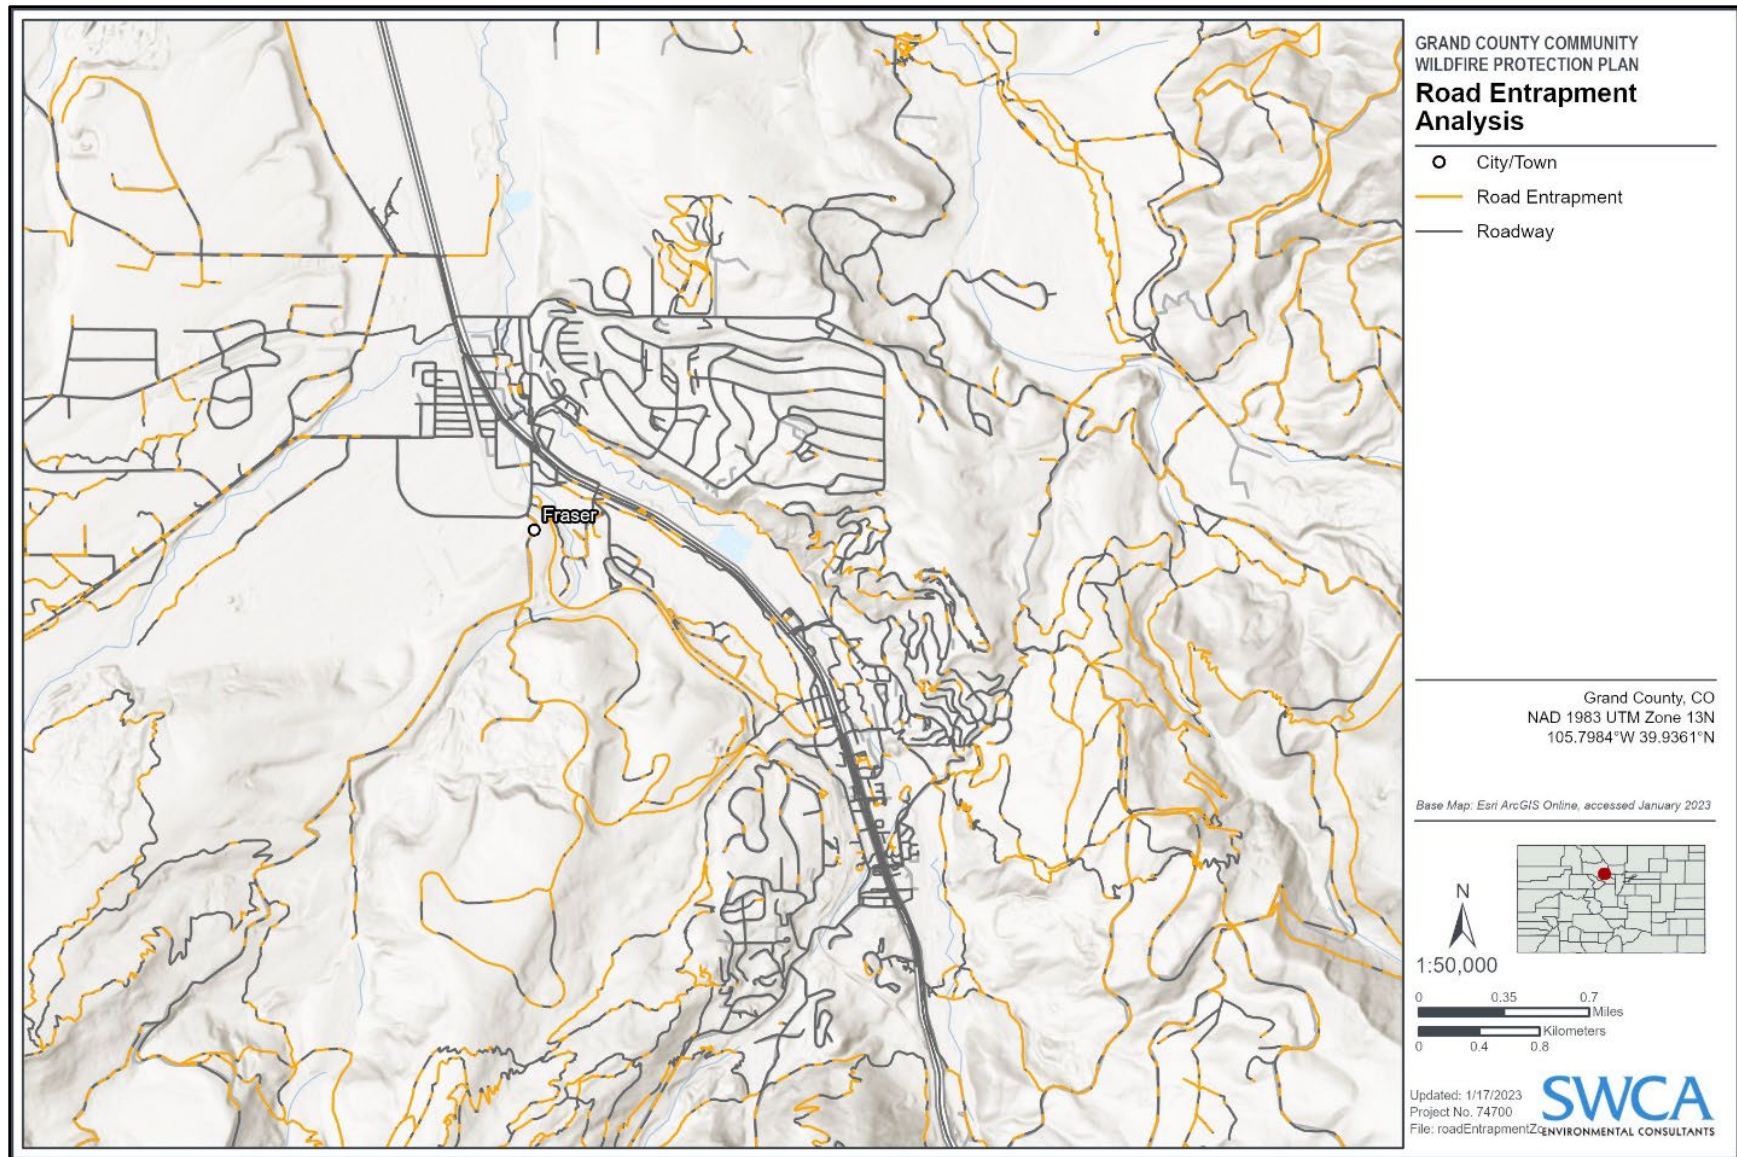 GRAND COUNTY COMMUNITY
WILDFIRE PROTECTION PLAN
Road Entrapment
Analysis
City/Town
Road Entrapment
Roadway
Fraser
Grand County, CO
NAD 1983 UTM Zone 13N
105.7984°W 39.9361°N
Base Map: Esri ArcGIS Online, accessed January 2023
N
1:50,000
0 0.35 0.7
Miles
Kilometers
0 0.4 0.8
Updated: 1/17/2023
Project No. 74700
File: roadEntrapmentZo
SWCA
ENVIRONMENTAL CONSULTANTS